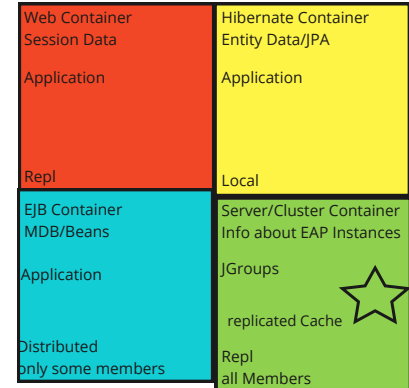 Web Container
Session Data
Application
Repl
Hibernate Container
Entity Data/JPA
Application
Local
EJB Container
MDB/Beans
Application
Distributed
only some members
Server/Cluster Container
Info about EAP Instances
JGroups
replicated Cache
Repl
all Members